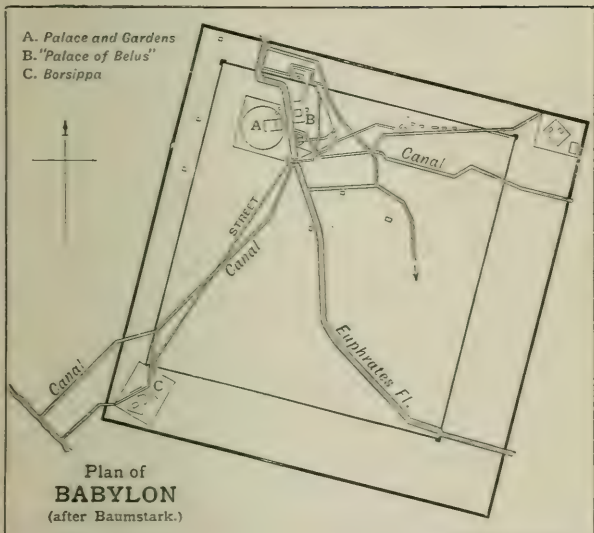 A. Palace and Gardens
B. "Palace of Belus"
C. Borsippa
A
B
Canal
STREET
Canal
Canal
Euphrates Fl.
C
Plan of
BABYLON
(after Baumstark.)